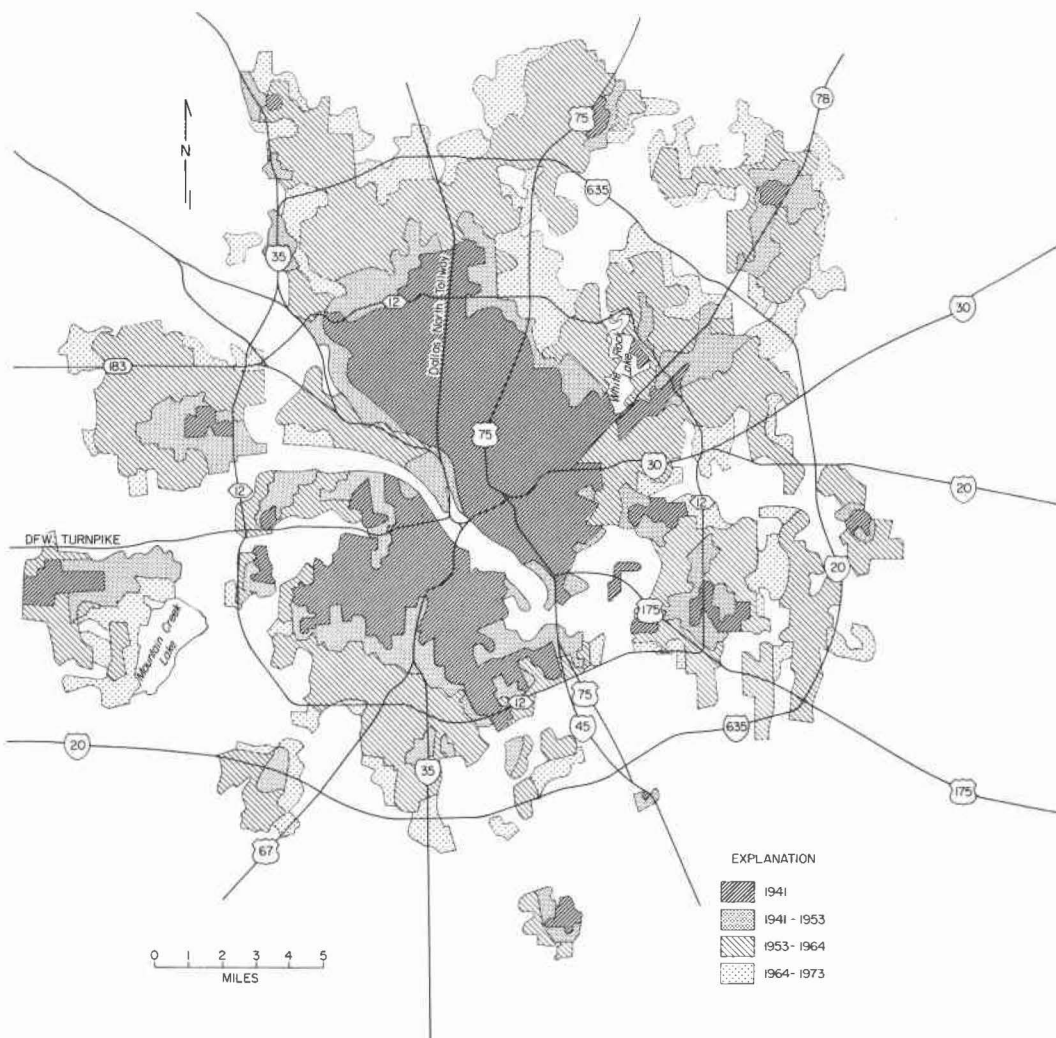 78
75
N
635
35
Dallas North Tollway
12
30
183
White Rock
Lake
75
30
20
12
12
DFW TURNPIKE
20
175
Mountain Creek
Lake
12
75
45
635
20
35
175
67
EXPLANATION
1941
1941 - 1953
1953 - 1964
1964 - 1973
0 1 2 3 4 5
MILES